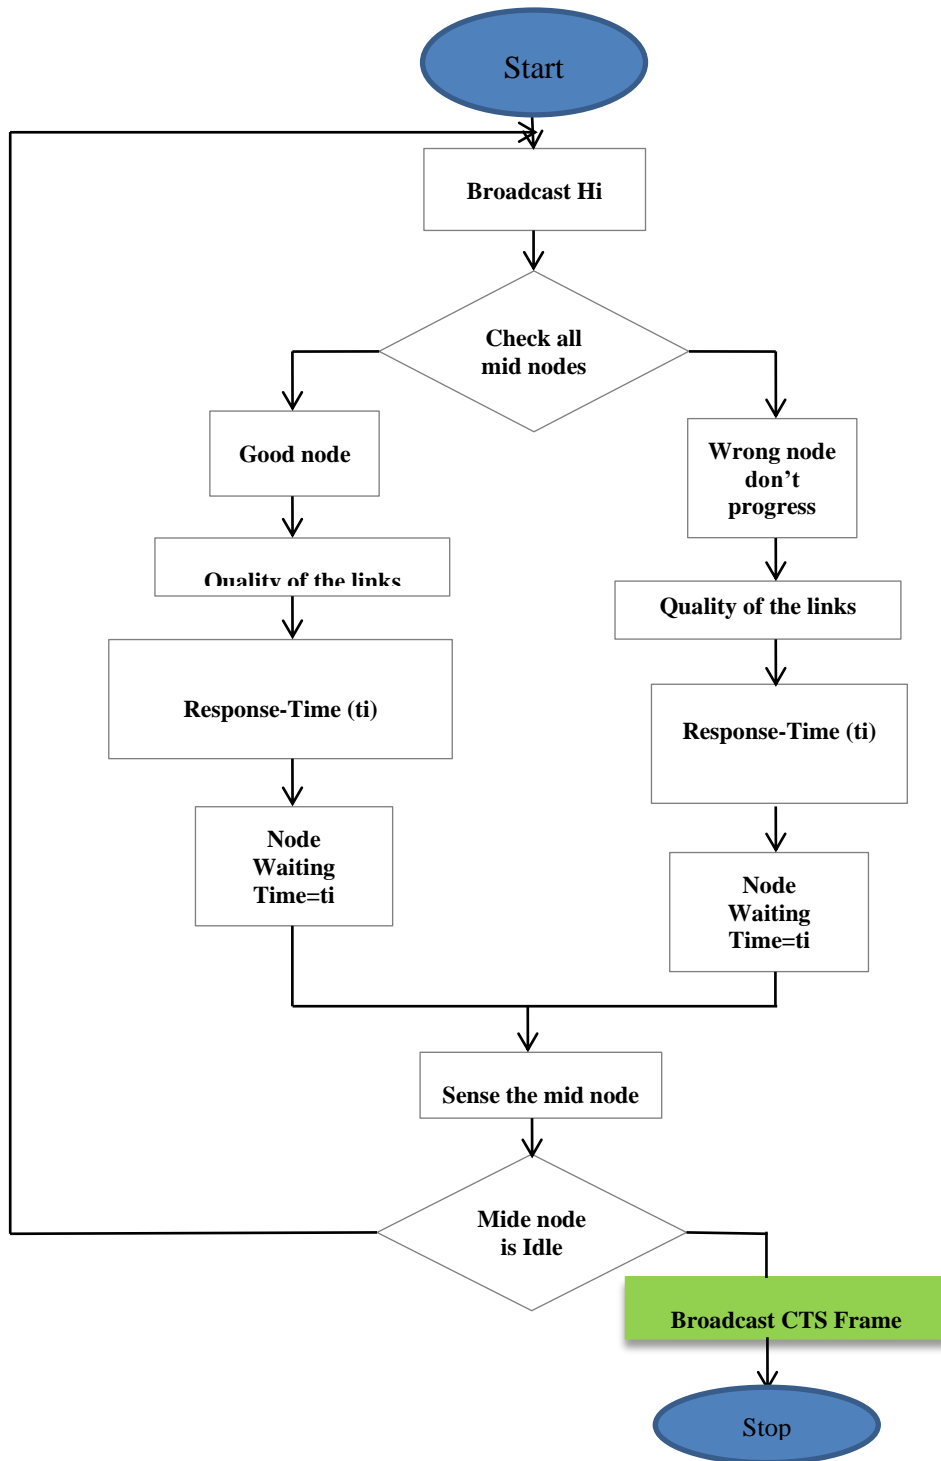 Start
Broadcast Hi
Check all
mid nodes
Good node
Wrong node
don't
progress
Quality of the links
Quality of the links
Response-Time (ti)
Response-Time (ti)
Node
Waiting
Time=ti
Node
Waiting
Time=ti
Sense the mid node
Mide node
is Idle
Broadcast CTS Frame
Stop